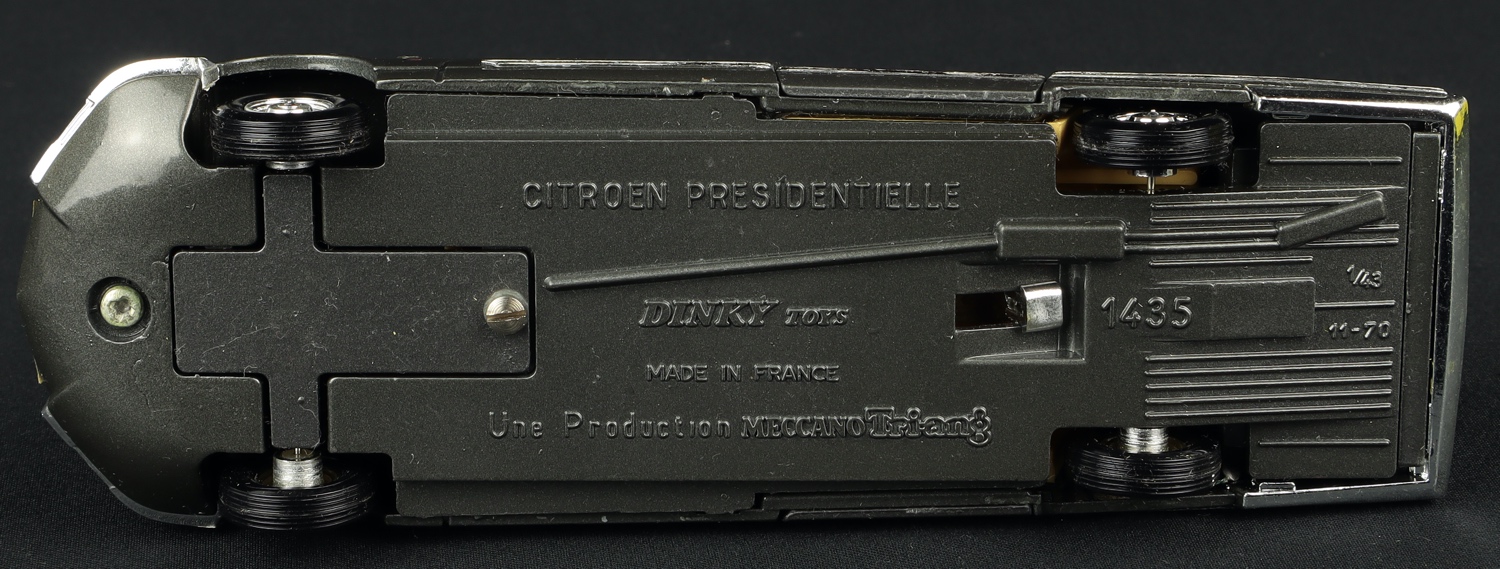 CITROEN PRESIDENTIELLE
DINKY TOYS
1435
1/43
11-70
MADE IN FRANCE
Une Production MECCANO Tri-ang